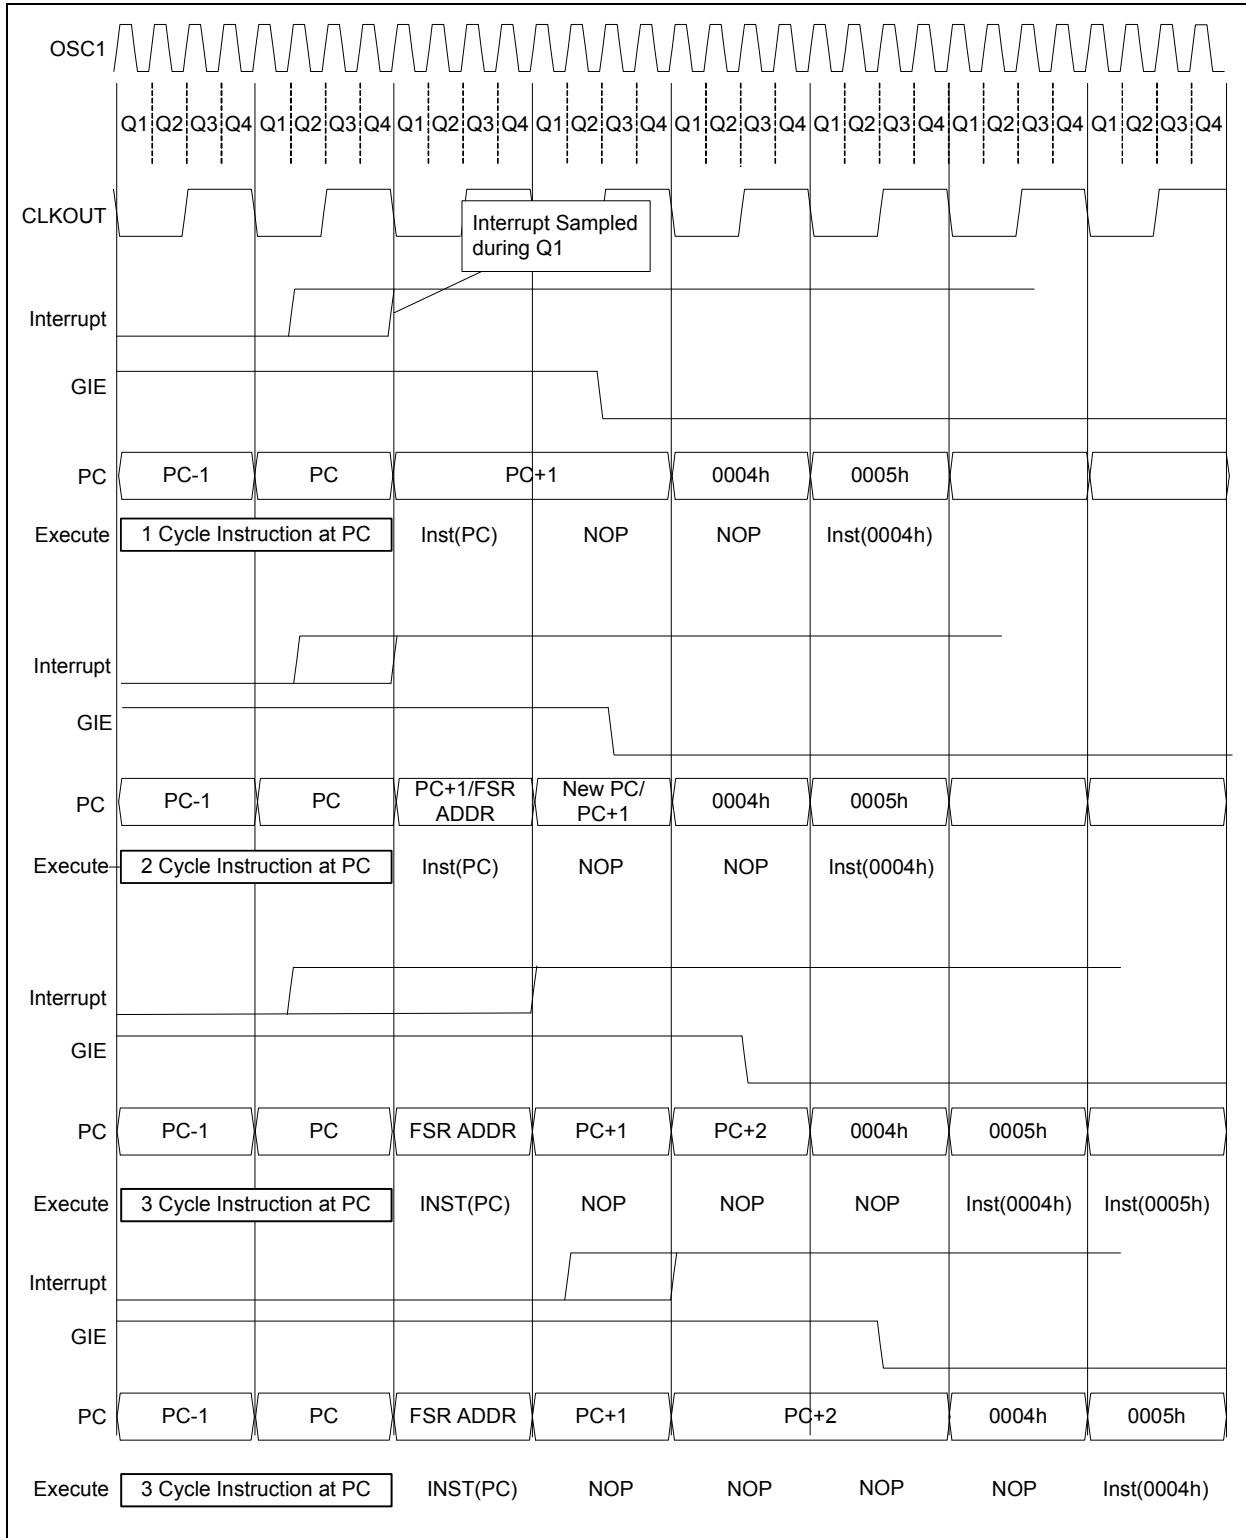 OSC1
Q1 Q2 Q3 Q4 Q1 Q2 Q3 Q4 Q1 Q2 Q3 Q4 Q1 Q2 Q3 Q4 Q1 Q2 Q3 Q4 Q1 Q2 Q3 Q4 Q1 Q2 Q3 Q4 Q1 Q2 Q3 Q4
CLKOUT
Interrupt Sampled
during Q1
Interrupt
GIE
PC PC-1 PC PC+1 0004h 0005h
Execute 1 Cycle Instruction at PC Inst(PC) NOP NOP Inst(0004h)
Interrupt
GIE
PC PC-1 PC PC+1/FSR New PC/ 0004h 0005h
ADDR PC+1
Execute 2 Cycle Instruction at PC Inst(PC) NOP NOP Inst(0004h)
Interrupt
GIE
PC PC-1 PC FSR ADDR PC+1 PC+2 0004h 0005h
Execute 3 Cycle Instruction at PC INST(PC) NOP NOP NOP Inst(0004h) Inst(0005h)
Interrupt
GIE
PC PC-1 PC FSR ADDR PC+1 PC+2 0004h 0005h
Execute 3 Cycle Instruction at PC INST(PC) NOP NOP NOP NOP Inst(0004h)